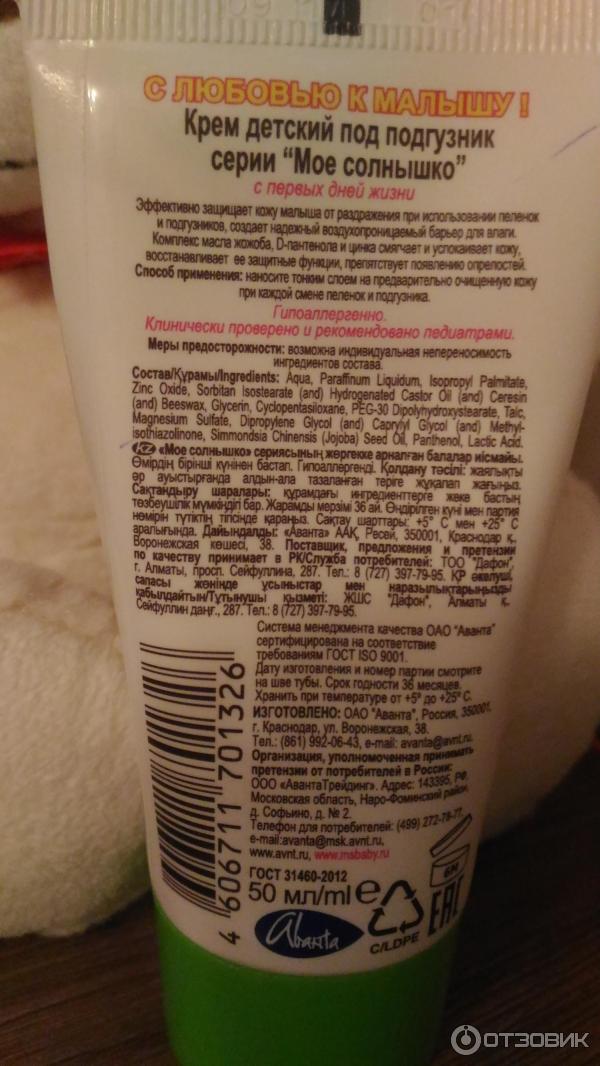 С ЛЮБОВЬЮ К МАЛЫШУ !
Крем детский под подгузник
серии "Мое солнышко"
с первых дней жизни
Эффективно защищает кожу малыша от раздражения при использовании пеленок
и подгузников, создает надежный воздухопроницаемый барьер для влаги.
Комплекс масла жожоба, D-пантенола и цинка смягчает и успокаивает кожу,
восстанавливает ее защитные функции, препятствует появлению опрелостей.
Способ применения: наносите тонким слоем на предварительно очищенную кожу
при каждой смене пеленок и подгузника.
Гипоаллергенно.
Клинически проверено и рекомендовано педиатрами.
Меры предосторожности: возможна индивидуальная непереносимость
ингредиентов состава.
Состав/Құрамы/Ingredients: Aqua, Paraffinum Liquidum, Isopropyl Palmitate,
Zinc Oxide, Sorbitan Isostearate (and) Hydrogenated Castor Oil (and) Ceresin
(and) Beeswax, Glycerin, Cyclopentasiloxane, PEG-30 Dipolyhydroxystearate, Talc,
Magnesium Sulfate, Dipropylene Glycol (and) Caprylyl Glycol (and) Methyl-
isothiazolinone, Simmondsia Chinensis (Jojoba) Seed Oil, Panthenol, Lactic Acid.
KZ «Мое солнышко» сериясының жөргекке арналған балалар иісмайы.
Өмірдің бірінші күнінен бастап. Гипоаллергенді. Қолдану тәсілі: жаялықты
әр ауыстырғанда алдын-ала тазаланған теріге жұқалап жағыңыз.
Сақтандыру шаралары: құрамдағы ингредиенттерге жеке бастың
төзбеушілік мүмкіндігі бар. Жарамды мерзімі 36 ай. Өндірілген күні мен партия
нөмірін түтіктің тігісінде қараңыз. Сақтау шарттары: +5° С мен +25° С
аралығында. Дайындалды: «Аванта» ААҚ, Ресей, 350001, Краснодар қ.,
Воронежская көшесі, 38. Поставщик, предложения и претензии
по качеству принимает в РК/Служба потребителей: ТОО "Дафон",
г. Алматы, просп. Сейфуллина, 287. Тел.: 8 (727) 397-79-95. ҚР әкелуші,
сапасы жөнінде ұсыныстар мен наразылықтарыңызды
қабылдайтын/Тұтынушы қызметі: ЖШС "Дафон", Алматы қ.,
Сейфуллин даңғ., 287. Тел.: 8 (727) 397-79-95.
Система менеджмента качества ОАО "Аванта"
сертифицирована на соответствие
требованиям ГОСТ ISO 9001.
Дату изготовления и номер партии смотрите
на шве тубы. Срок годности 36 месяцев.
Хранить при температуре от +5° до +25° С.
ИЗГОТОВЛЕНО: ОАО "Аванта", Россия, 350001,
г. Краснодар, ул. Воронежская, 38.
Тел.: (861) 992-06-43, e-mail: avanta@avnt.ru
Организация, уполномоченная принимать
претензии от потребителей в России:
ООО «АвантаТрейдинг». Адрес: 143395, РФ,
Московская область, Наро-Фоминский район,
д. Софьино, д. № 2.
Телефон для потребителей: (499) 272-78-77,
e-mail:avanta@msk.avnt.ru,
www.avnt.ru, www.msbaby.ru
ГОСТ 31460-2012
50 мл/ml e
4 606711 701326
Avanta
C/LDPE
6M
EAC
ОТЗОВИК